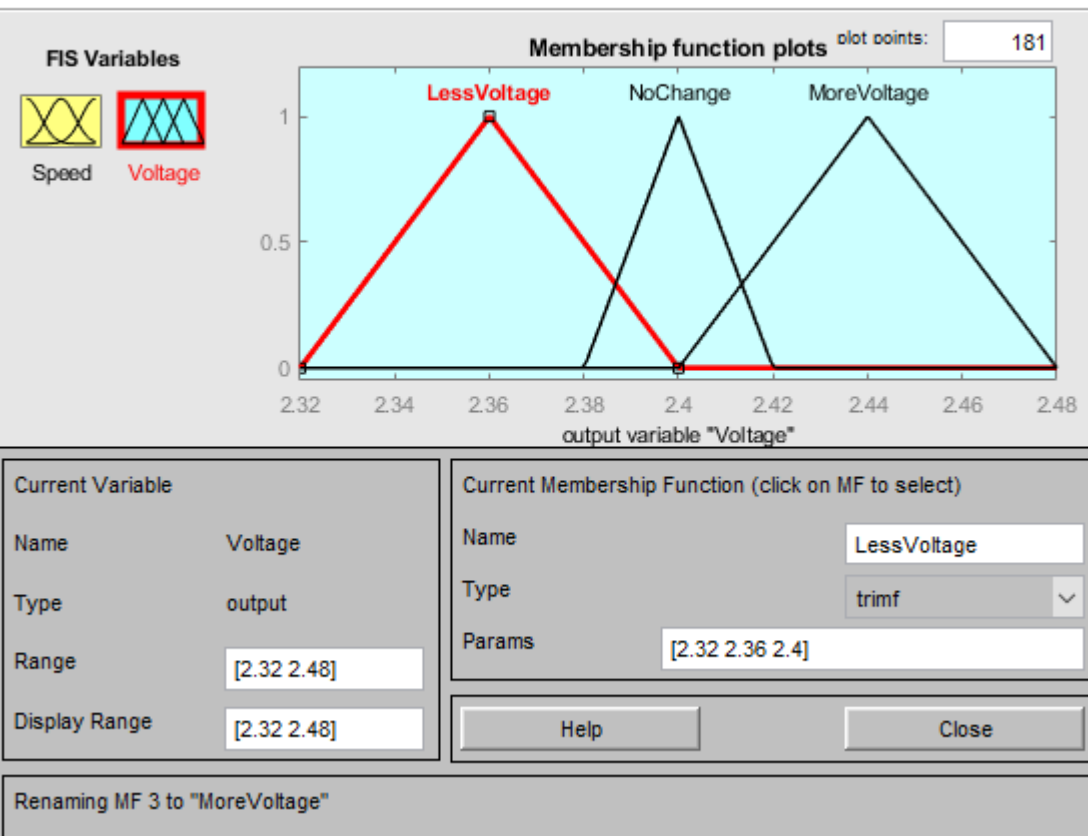 FIS Variables
Membership function plots plot points: 181
LessVoltage NoChange MoreVoltage
Speed Voltage
1
0.5
0
2.32 2.34 2.36 2.38 2.4 2.42 2.44 2.46 2.48
output variable "Voltage"
Current Variable
Name Voltage
Type output
Range [2.32 2.48]
Display Range [2.32 2.48]
Current Membership Function (click on MF to select)
Name LessVoltage
Type trimf
Params [2.32 2.36 2.4]
Help Close
Renaming MF 3 to "MoreVoltage"